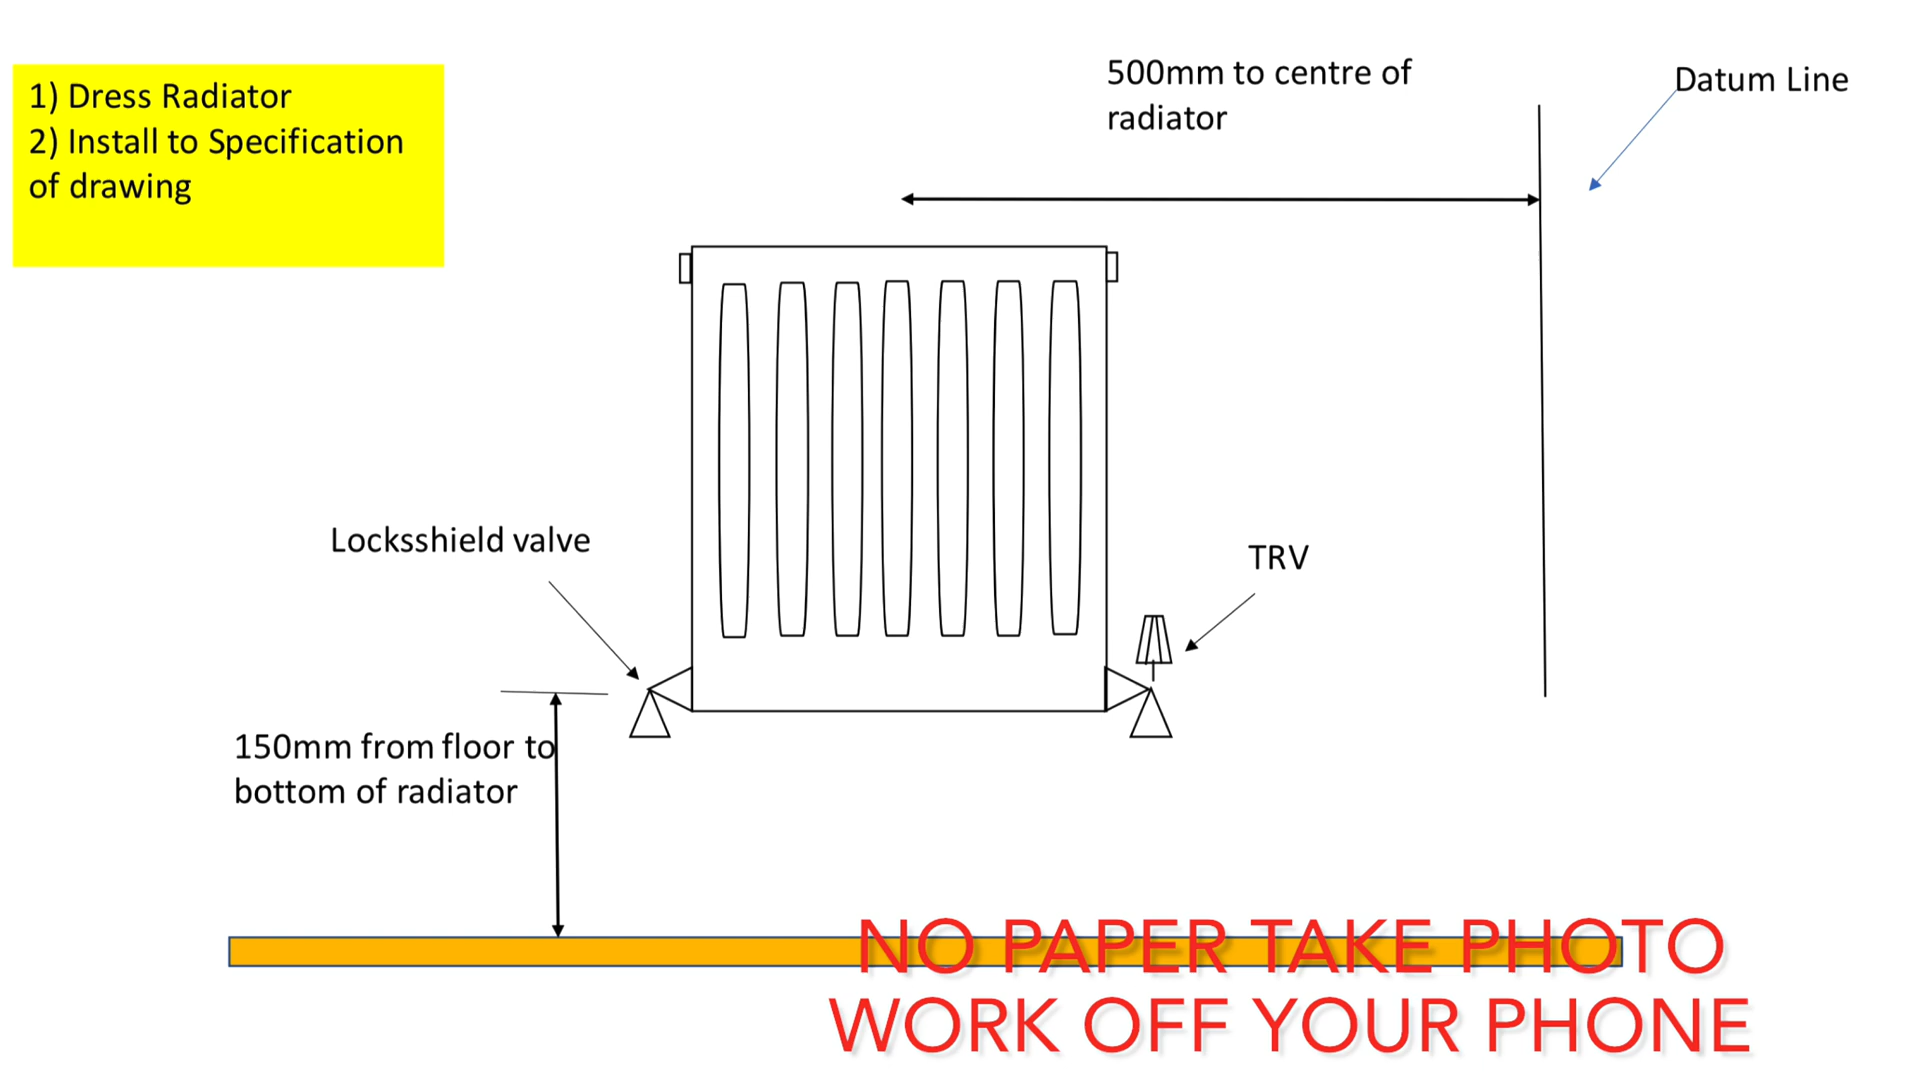 1) Dress Radiator
2) Install to Specification
of drawing
500mm to centre of
radiator
Datum Line
Locksshield valve
TRV
150mm from floor to
bottom of radiator
NO PAPER TAKE PHOTO
WORK OFF YOUR PHONE